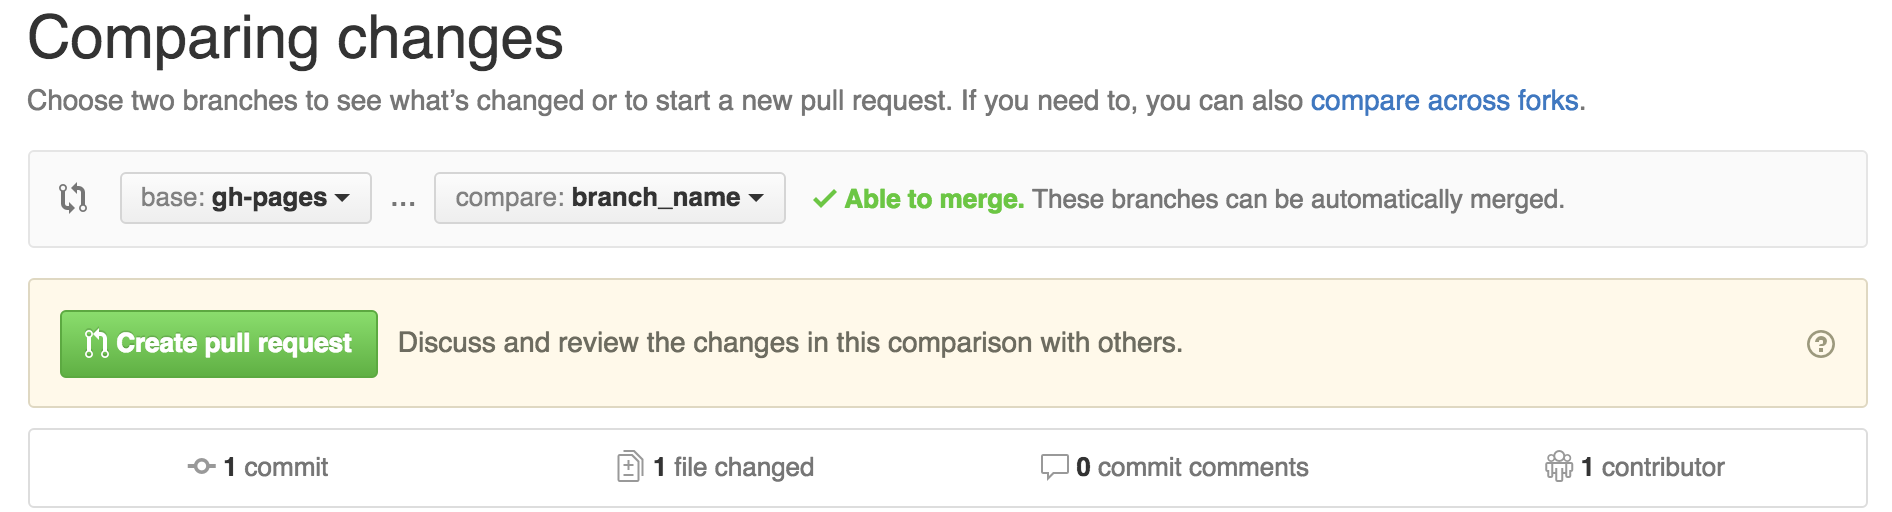 Comparing changes
Choose two branches to see what’s changed or to start a new pull request. If you need to, you can also compare across forks.
base: gh-pages ... compare: branch_name Able to merge. These branches can be automatically merged.
Create pull request Discuss and review the changes in this comparison with others. ?
1 commit 1 file changed 0 commit comments 1 contributor